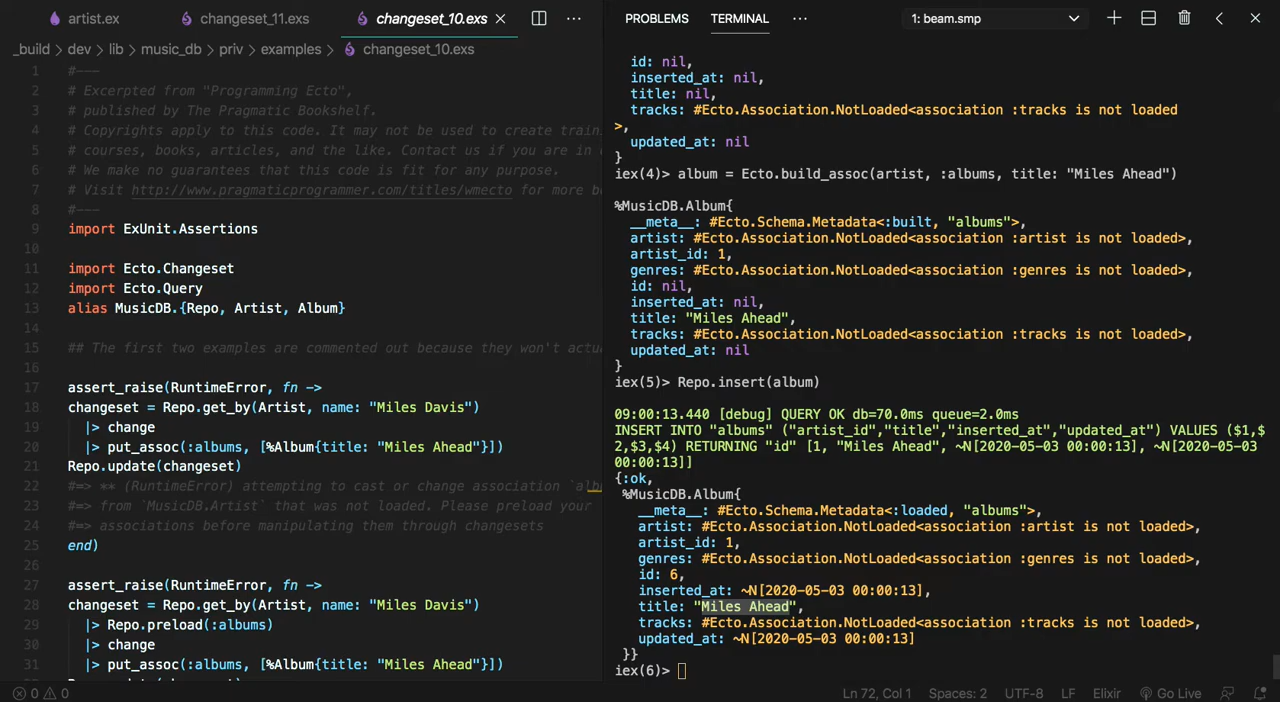 artist.ex changeset_11.exs changeset_10.exs
_build > dev > lib > music_db > priv > examples > changeset_10.exs
1 #---
2 # Excerpted from "Programming Ecto",
3 # published by The Pragmatic Bookshelf.
4 # Copyrights apply to this code. It may not be used to create train
5 # courses, books, articles, and the like. Contact us if you are in
6 # We make no guarantees that this code is fit for any purpose.
7 # Visit http://www.pragmaticprogrammer.com/titles/wmecto for more b
8 #---
9 import ExUnit.Assertions
10
11 import Ecto.Changeset
12 import Ecto.Query
13 alias MusicDB.{Repo, Artist, Album}
14
15 ## The first two examples are commented out because they won't actu
16
17 assert_raise(RuntimeError, fn ->
18 changeset = Repo.get_by(Artist, name: "Miles Davis")
19 |> change
20 |> put_assoc(:albums, [%Album{title: "Miles Ahead"}])
21 Repo.update(changeset)
22 #=> ** (RuntimeError) attempting to cast or change association `alb
23 #=> from `MusicDB.Artist` that was not loaded. Please preload your
24 #=> associations before manipulating them through changesets
25 end)
26
27 assert_raise(RuntimeError, fn ->
28 changeset = Repo.get_by(Artist, name: "Miles Davis")
29 |> Repo.preload(:albums)
30 |> change
31 |> put_assoc(:albums, [%Album{title: "Miles Ahead"}])
PROBLEMS TERMINAL ··· 1: beam.smp
id: nil,
inserted_at: nil,
title: nil,
tracks: #Ecto.Association.NotLoaded<association :tracks is not loaded
>,
updated_at: nil
}
iex(4)> album = Ecto.build_assoc(artist, :albums, title: "Miles Ahead")
%MusicDB.Album{
__meta__: #Ecto.Schema.Metadata<:built, "albums">,
artist: #Ecto.Association.NotLoaded<association :artist is not loaded>,
artist_id: 1,
genres: #Ecto.Association.NotLoaded<association :genres is not loaded>,
id: nil,
inserted_at: nil,
title: "Miles Ahead",
tracks: #Ecto.Association.NotLoaded<association :tracks is not loaded>,
updated_at: nil
}
iex(5)> Repo.insert(album)
09:00:13.440 [debug] QUERY OK db=70.0ms queue=2.0ms
INSERT INTO "albums" ("artist_id","title","inserted_at","updated_at") VALUES ($1,$
2,$3,$4) RETURNING "id" [1, "Miles Ahead", ~N[2020-05-03 00:00:13], ~N[2020-05-03
00:00:13]]
{:ok,
%MusicDB.Album{
__meta__: #Ecto.Schema.Metadata<:loaded, "albums">,
artist: #Ecto.Association.NotLoaded<association :artist is not loaded>,
artist_id: 1,
genres: #Ecto.Association.NotLoaded<association :genres is not loaded>,
id: 6,
inserted_at: ~N[2020-05-03 00:00:13],
title: "Miles Ahead",
tracks: #Ecto.Association.NotLoaded<association :tracks is not loaded>,
updated_at: ~N[2020-05-03 00:00:13]
}}
iex(6)>
0 0 Ln 72, Col 1 Spaces: 2 UTF-8 LF Elixir Go Live